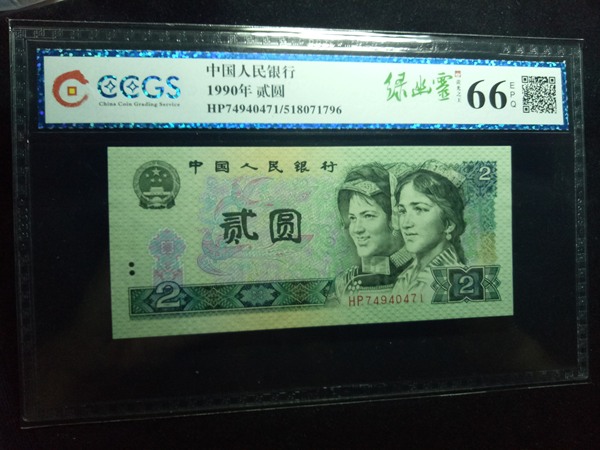 CCGS
China Coin Grading Service
中国人民银行
1990年 贰圆
HP74940471/518071796
绿幽灵
66
EPQ
中国人民银行
贰圆
2
HP74940471
2
2